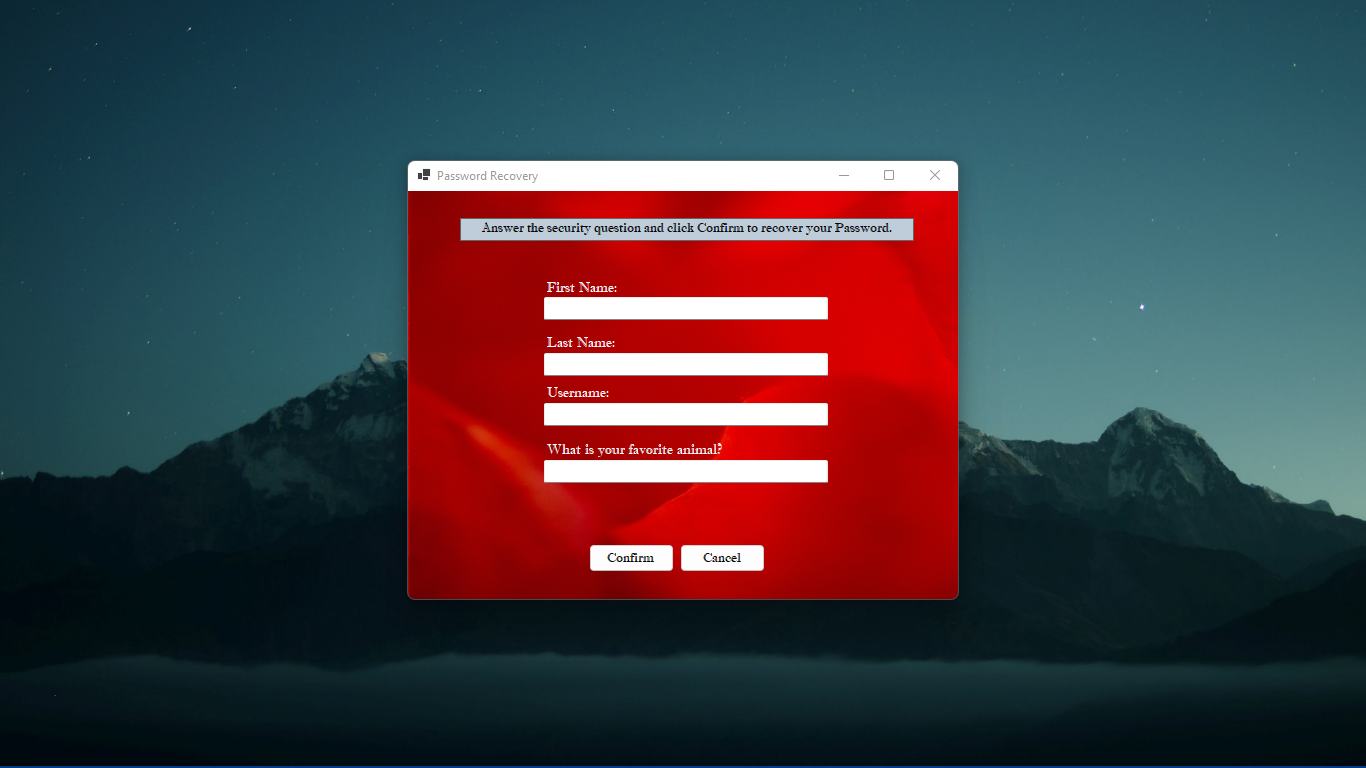 Password Recovery
Answer the security question and click Confirm to recover your Password.
First Name:
Last Name:
Username:
What is your favorite animal?
Confirm Cancel